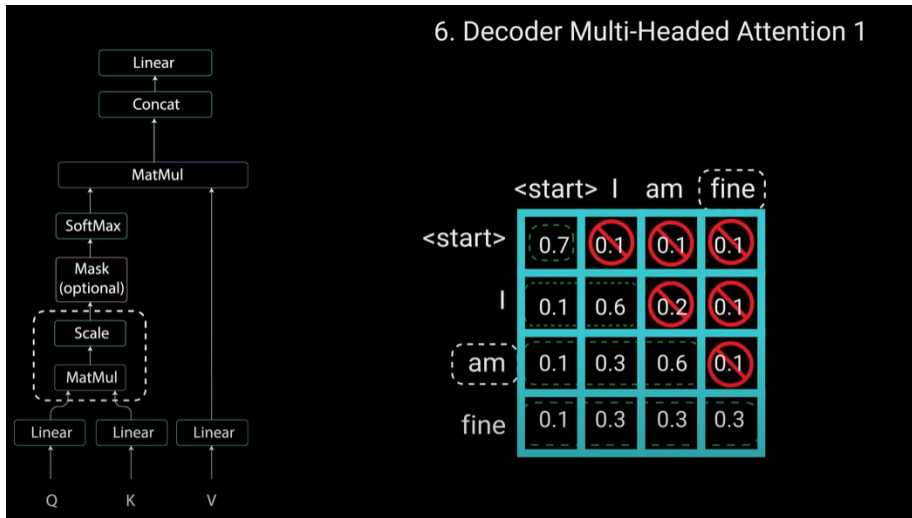 6. Decoder Multi-Headed Attention 1
Linear
Concat
MatMul
SoftMax
Mask
(optional)
Scale
MatMul
Linear Linear Linear
Q K V
<start> I am fine
<start> 0.7 0.1 0.1 0.1
I 0.1 0.6 0.2 0.1
am 0.1 0.3 0.6 0.1
fine 0.1 0.3 0.3 0.3